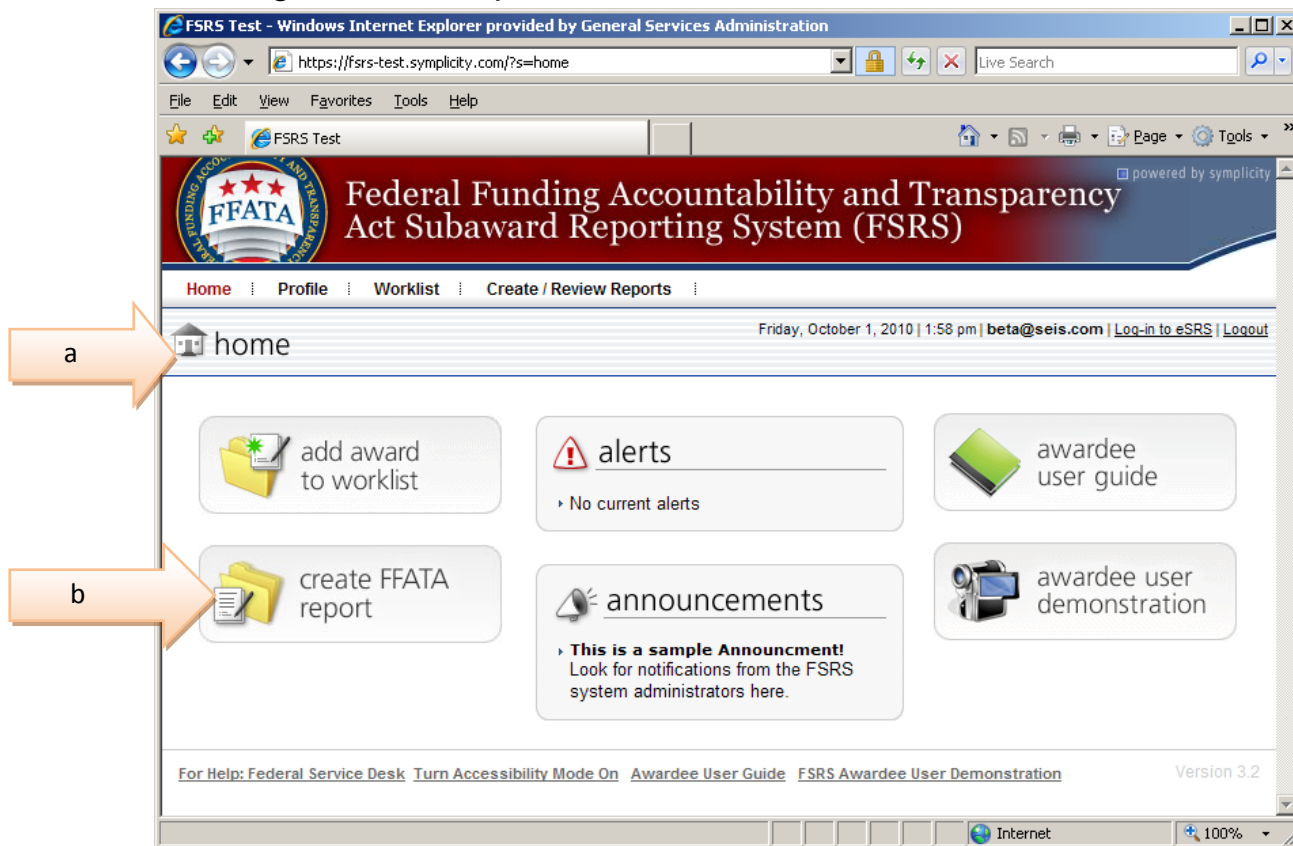 FSRS Test - Windows Internet Explorer provided by General Services Administration
https://fsrs-test.symplicity.com/?s=home
Live Search
File Edit View Favorites Tools Help
FSRS Test
Page Tools »
powered by symplicity
FEDERAL FUNDING ACCOUNTABILITY AND TRANSPARENCY
FFATA
Federal Funding Accountability and Transparency
Act Subaward Reporting System (FSRS)
Home Profile Worklist Create / Review Reports
Friday, October 1, 2010 | 1:58 pm | beta@seis.com | Log-in to eSRS | Logout
a
home
add award
to worklist
alerts
No current alerts
awardee
user guide
b
create FFATA
report
announcements
This is a sample Announcment!
Look for notifications from the FSRS
system administrators here.
awardee user
demonstration
For Help: Federal Service Desk Turn Accessibility Mode On Awardee User Guide FSRS Awardee User Demonstration
Version 3.2
Internet
100%